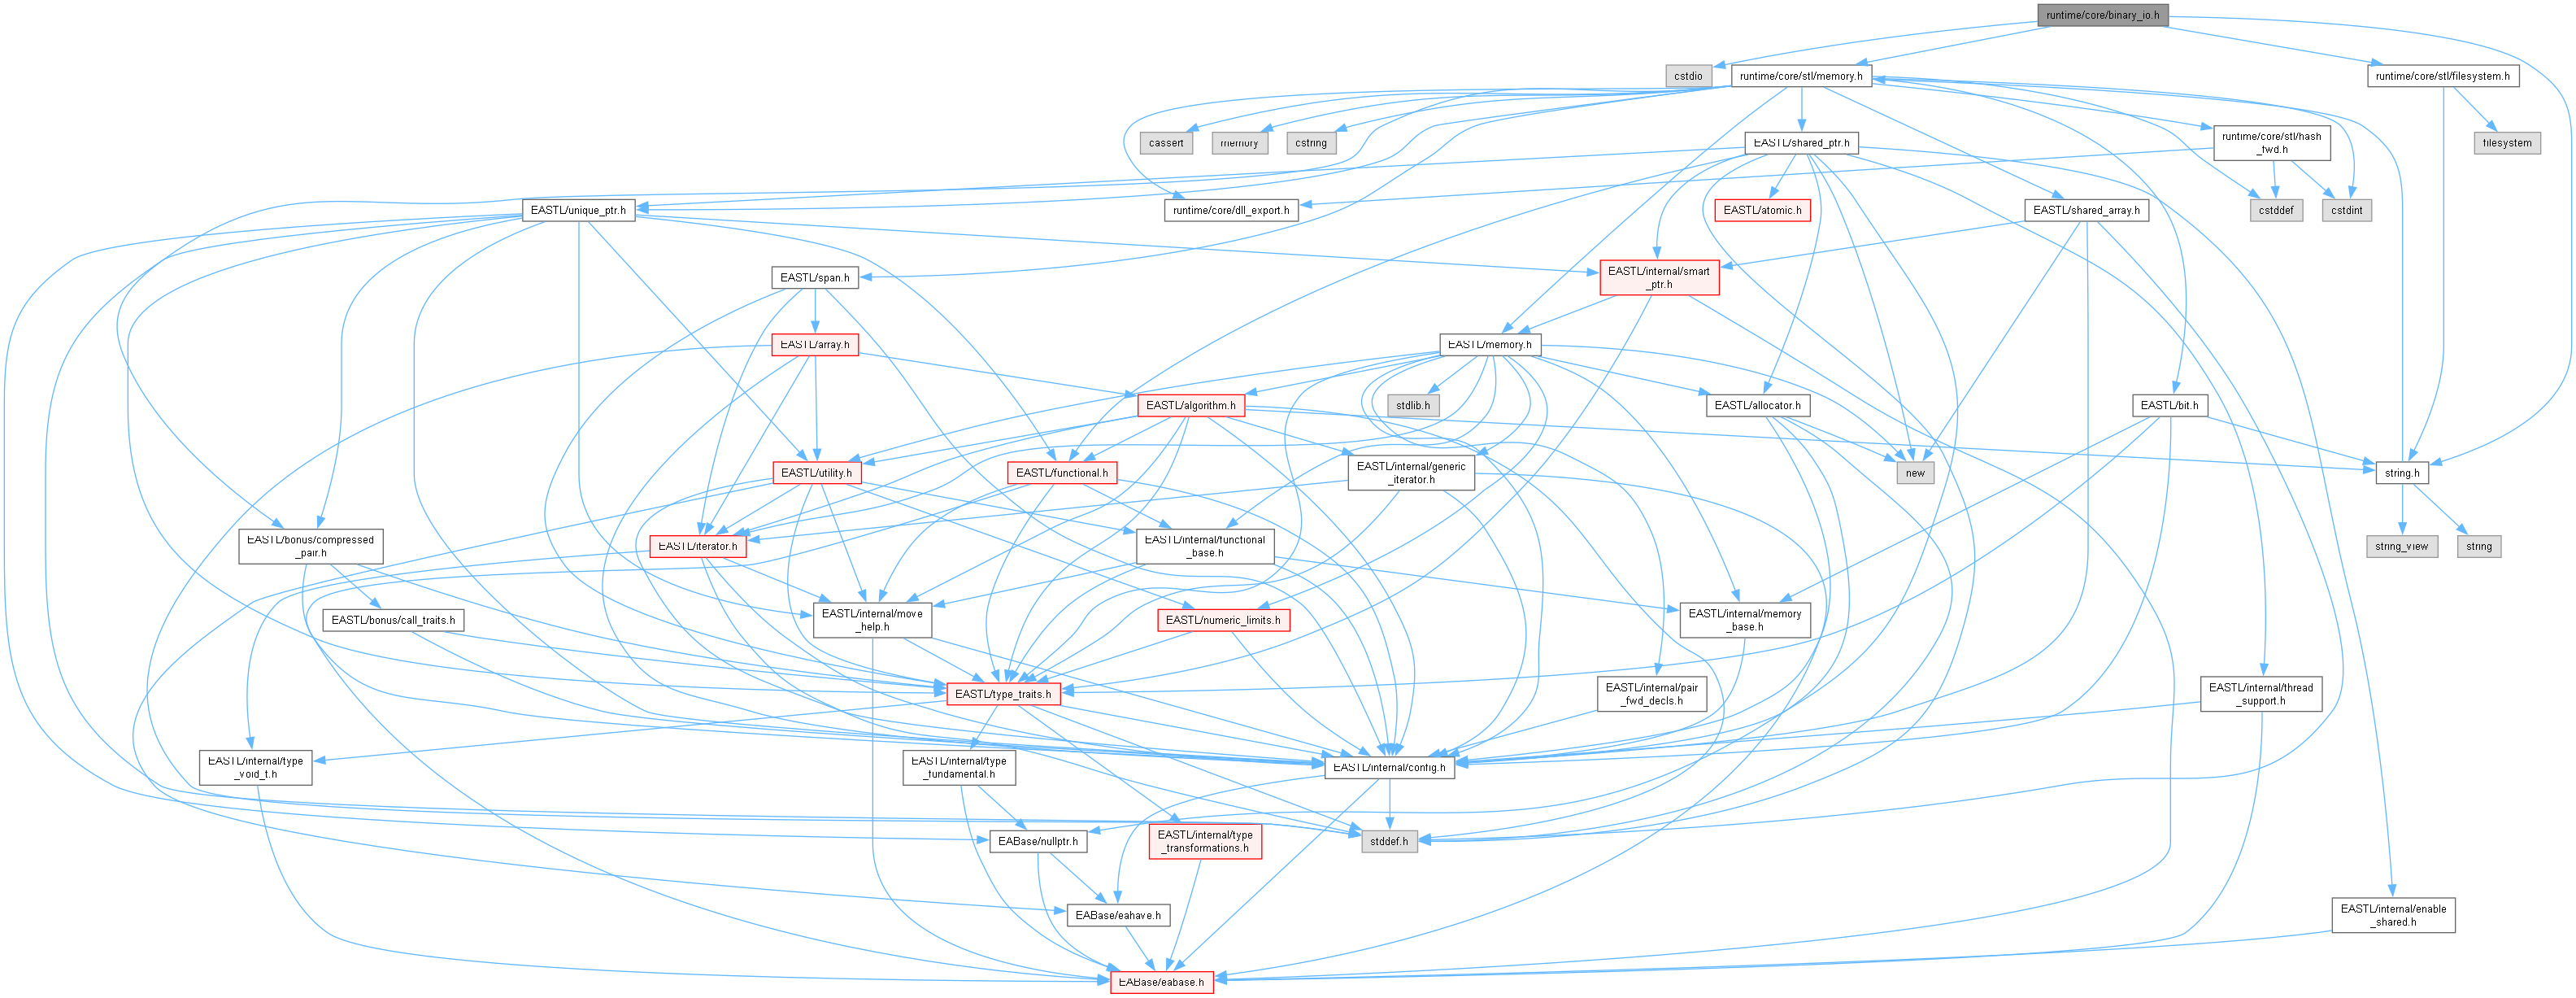 runtime/core/binary_io.h
cstdio
runtime/core/stl/memory.h
runtime/core/stl/filesystem.h
cassert
memory
cstring
EASTL/shared_ptr.h
runtime/core/stl/hash
_fwd.h
filesystem
EASTL/unique_ptr.h
runtime/core/dll_export.h
EASTL/atomic.h
EASTL/shared_array.h
cstddef
cstdint
EASTL/span.h
EASTL/internal/smart
_ptr.h
EASTL/array.h
EASTL/memory.h
EASTL/algorithm.h
stdlib.h
EASTL/allocator.h
EASTL/bit.h
EASTL/utility.h
EASTL/functional.h
EASTL/internal/generic
_iterator.h
new
string.h
EASTL/bonus/compressed
_pair.h
EASTL/iterator.h
EASTL/internal/functional
_base.h
string_view
string
EASTL/bonus/call_traits.h
EASTL/internal/move
_help.h
EASTL/numeric_limits.h
EASTL/internal/memory
_base.h
EASTL/type_traits.h
EASTL/internal/pair
_fwd_decls.h
EASTL/internal/thread
_support.h
EASTL/internal/type
_void_t.h
EASTL/internal/type
_fundamental.h
EASTL/internal/config.h
EABase/nullptr.h
EASTL/internal/type
_transformations.h
stddef.h
EABase/eahave.h
EASTL/internal/enable
_shared.h
EABase/eabase.h